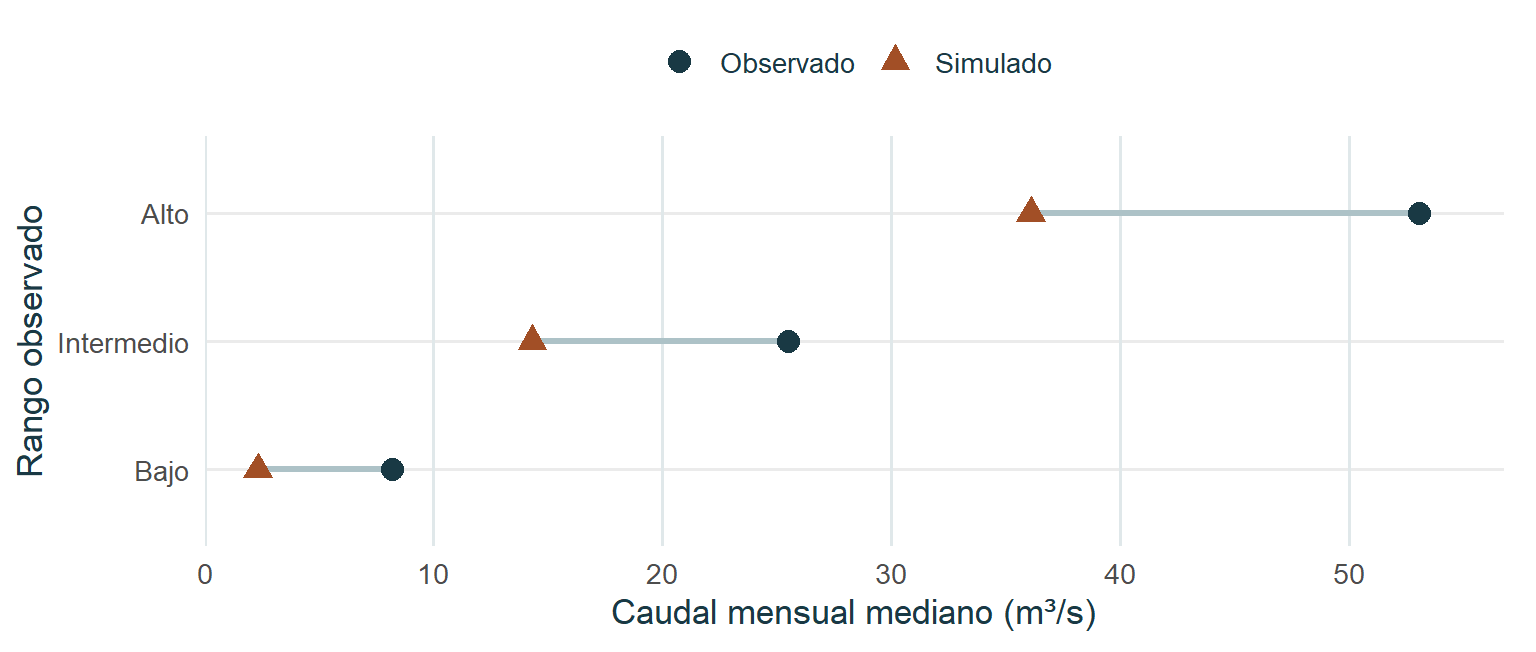 Observado Simulado
Rango observado
Alto
Intermedio
Bajo
0 10 20 30 40 50
Caudal mensual mediano (m³/s)